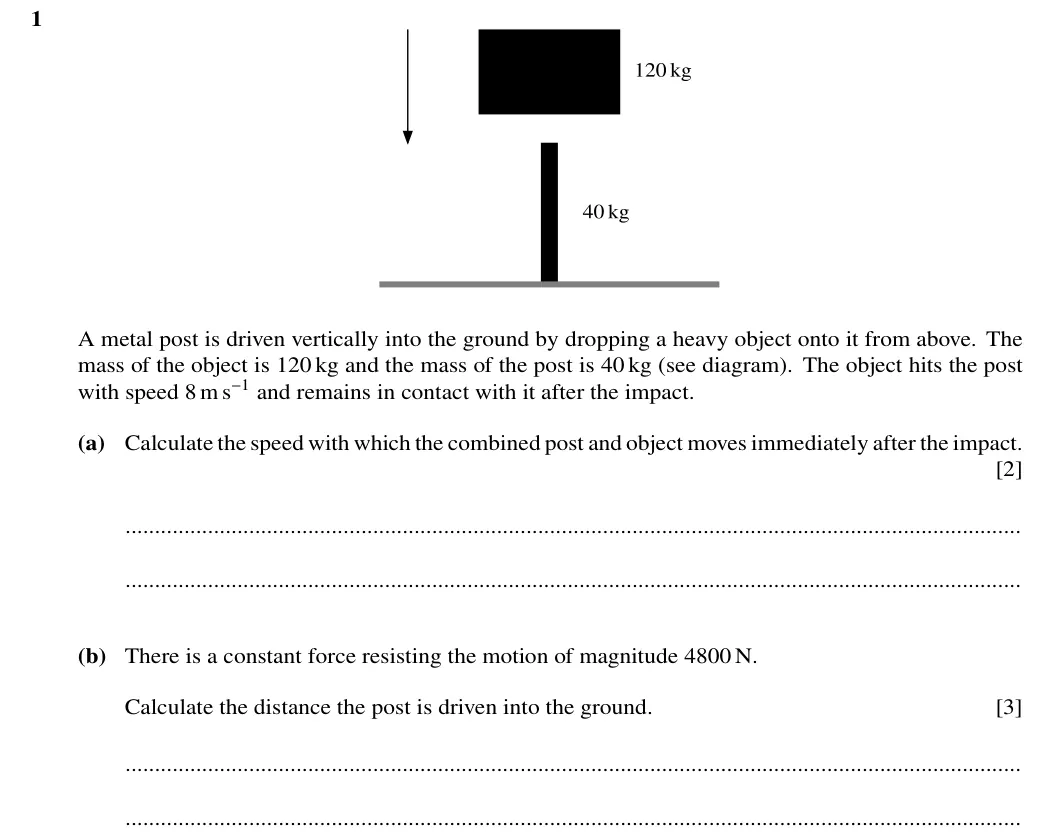 1
120 kg
40 kg
A metal post is driven vertically into the ground by dropping a heavy object onto it from above. The
mass of the object is 120 kg and the mass of the post is 40 kg (see diagram). The object hits the post
with speed 8 m s⁻¹ and remains in contact with it after the impact.
(a) Calculate the speed with which the combined post and object moves immediately after the impact.
[2]
(b) There is a constant force resisting the motion of magnitude 4800 N.
Calculate the distance the post is driven into the ground. [3]